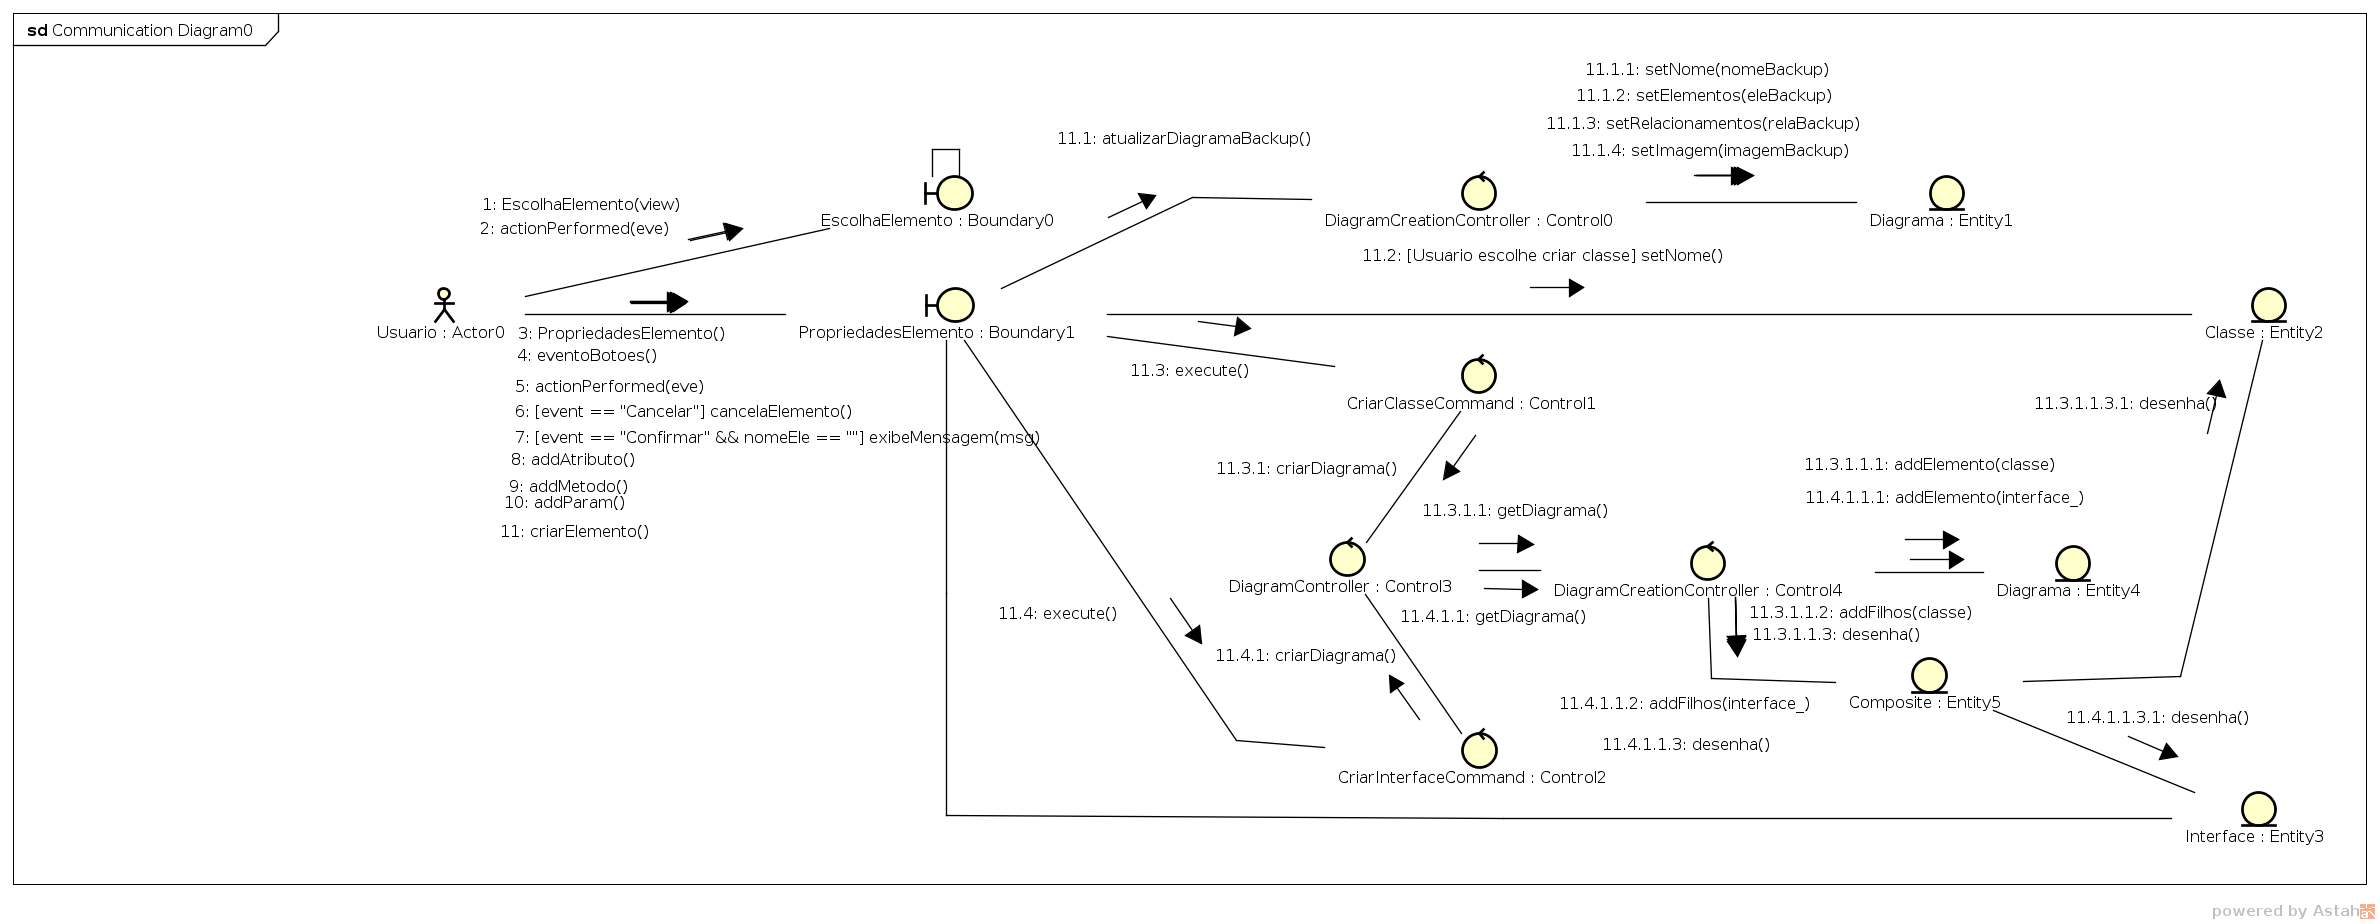 sd Communication Diagram0
11.1.1: setNome(nomeBackup)
11.1.2: setElementos(eleBackup)
11.1.3: setRelacionamentos(relaBackup)
11.1.4: setImagem(imagemBackup)
11.1: atualizarDiagramaBackup()
1: EscolhaElemento(view)
2: actionPerformed(eve)
EscolhaElemento : Boundary0
DiagramCreationController : Control0
Diagrama : Entity1
11.2: [Usuario escolhe criar classe] setNome()
Usuario : Actor0
PropriedadesElemento : Boundary1
Classe : Entity2
3: PropriedadesElemento()
4: eventoBotoes()
5: actionPerformed(eve)
6: [event == "Cancelar"] cancelaElemento()
7: [event == "Confirmar" && nomeEle == ""] exibeMensagem(msg)
8: addAtributo()
9: addMetodo()
10: addParam()
11: criarElemento()
11.3: execute()
CriarClasseCommand : Control1
11.3.1.1.3.1: desenha()
11.3.1: criarDiagrama()
11.3.1.1.1: addElemento(classe)
11.4.1.1.1: addElemento(interface_)
11.3.1.1: getDiagrama()
DiagramController : Control3
DiagramCreationController : Control4
Diagrama : Entity4
11.4: execute()
11.4.1.1: getDiagrama()
11.3.1.1.2: addFilhos(classe)
11.3.1.1.3: desenha()
11.4.1: criarDiagrama()
11.4.1.1.2: addFilhos(interface_)
Composite : Entity5
11.4.1.1.3.1: desenha()
11.4.1.1.3: desenha()
CriarInterfaceCommand : Control2
Interface : Entity3
powered by Astah